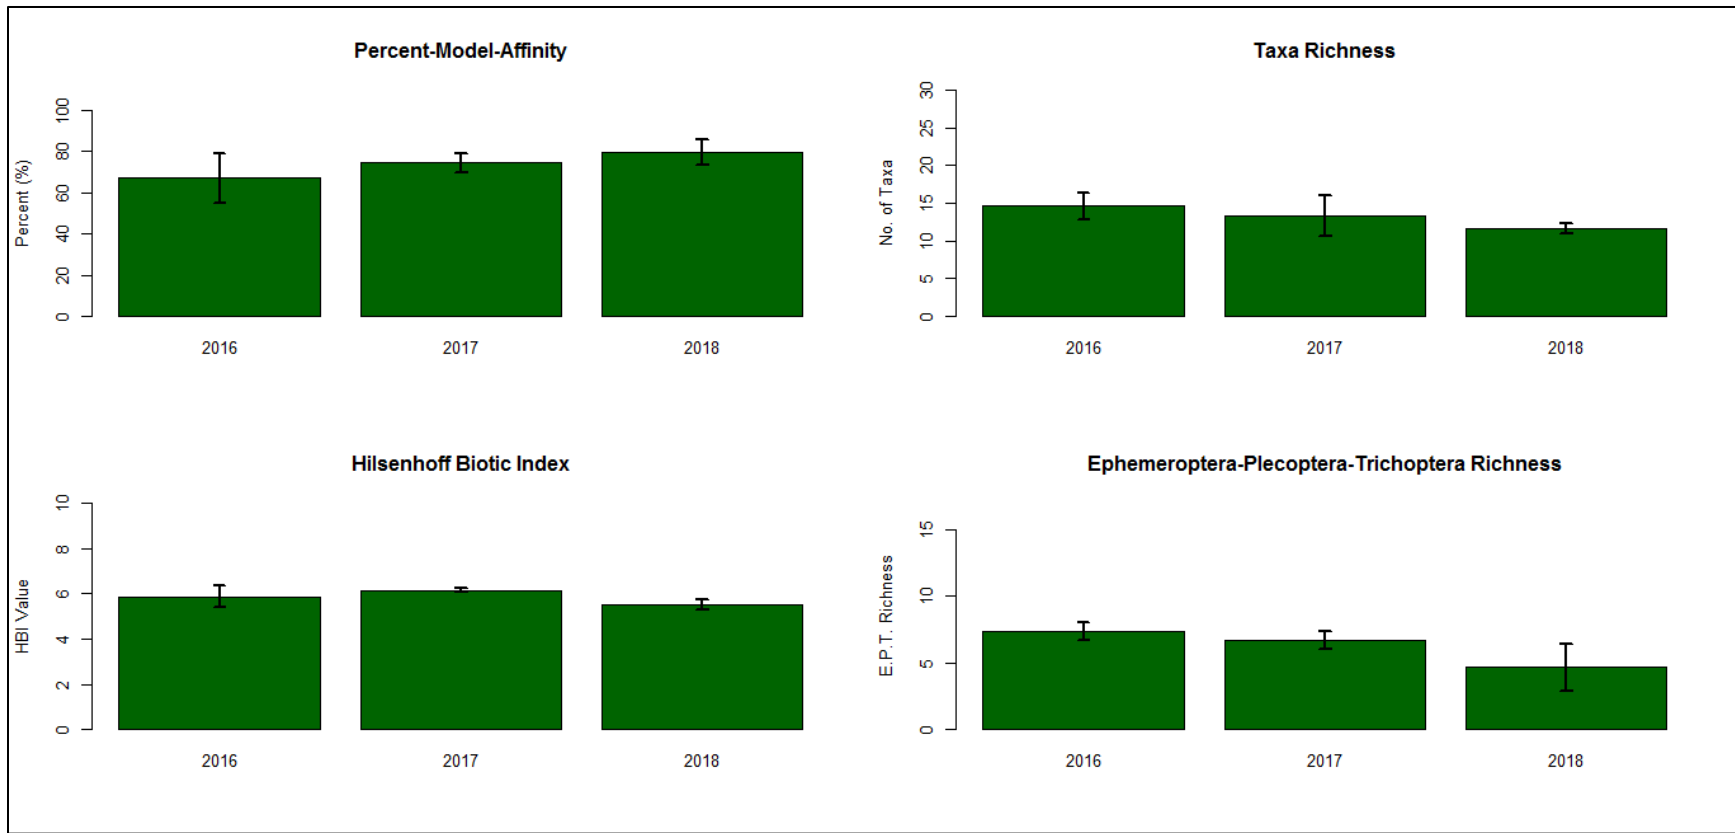 Percent-Model-Affinity
Percent (%)
100
80
60
40
20
0
2016 2017 2018
Taxa Richness
No. of Taxa
30
25
20
15
10
5
0
2016 2017 2018
Hilsenhoff Biotic Index
HBI Value
10
8
6
4
2
0
2016 2017 2018
Ephemeroptera-Plecoptera-Trichoptera Richness
E.P.T. Richness
15
10
5
0
2016 2017 2018